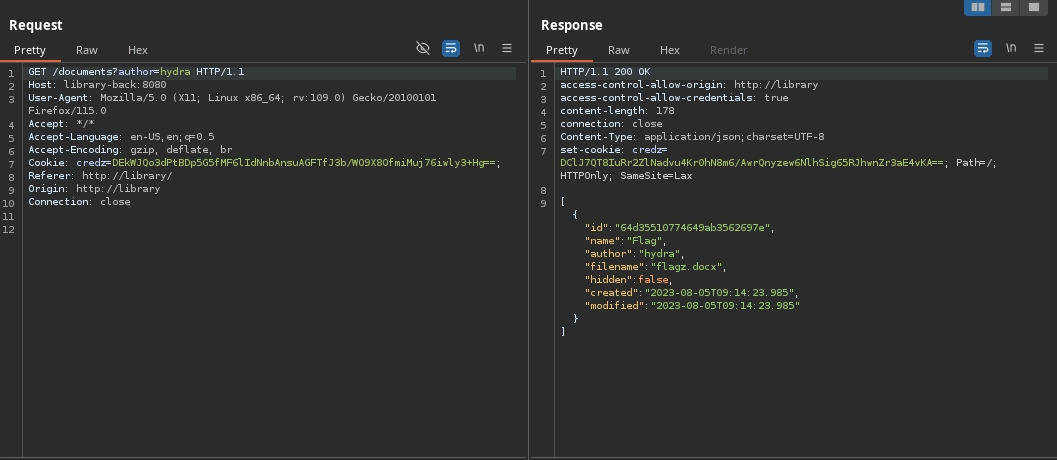 Request
Pretty Raw Hex
\n
1 GET /documents?author=hydra HTTP/1.1
2 Host: library-back:8080
3 User-Agent: Mozilla/5.0 (X11; Linux x86_64; rv:109.0) Gecko/20100101
Firefox/115.0
4 Accept: */*
5 Accept-Language: en-US,en;q=0.5
6 Accept-Encoding: gzip, deflate, br
7 Cookie: credz=DEkWJQo3dPtBDp5G5fMF6lIdNnbAnsuAGFTfJ3b/WO9X8OfmiMuj76iwly3+Hg==;
8 Referer: http://library/
9 Origin: http://library
10 Connection: close
11
12
Response
Pretty Raw Hex Render
\n
1 HTTP/1.1 200 OK
2 access-control-allow-origin: http://library
3 access-control-allow-credentials: true
4 content-length: 178
5 connection: close
6 Content-Type: application/json;charset=UTF-8
7 set-cookie: credz=
DClJ7QT8IuRr2ZlNadvu4Kr0hN8m6/AwrQnyzew6NlhSig65RJhwnZr3aE4vKA==; Path=/;
HTTPOnly; SameSite=Lax
8
9 [
{
"id":"64d35510774649ab3562697e",
"name":"Flag",
"author":"hydra",
"filename":"flagz.docx",
"hidden":false,
"created":"2023-08-05T09:14:23.985",
"modified":"2023-08-05T09:14:23.985"
}
]